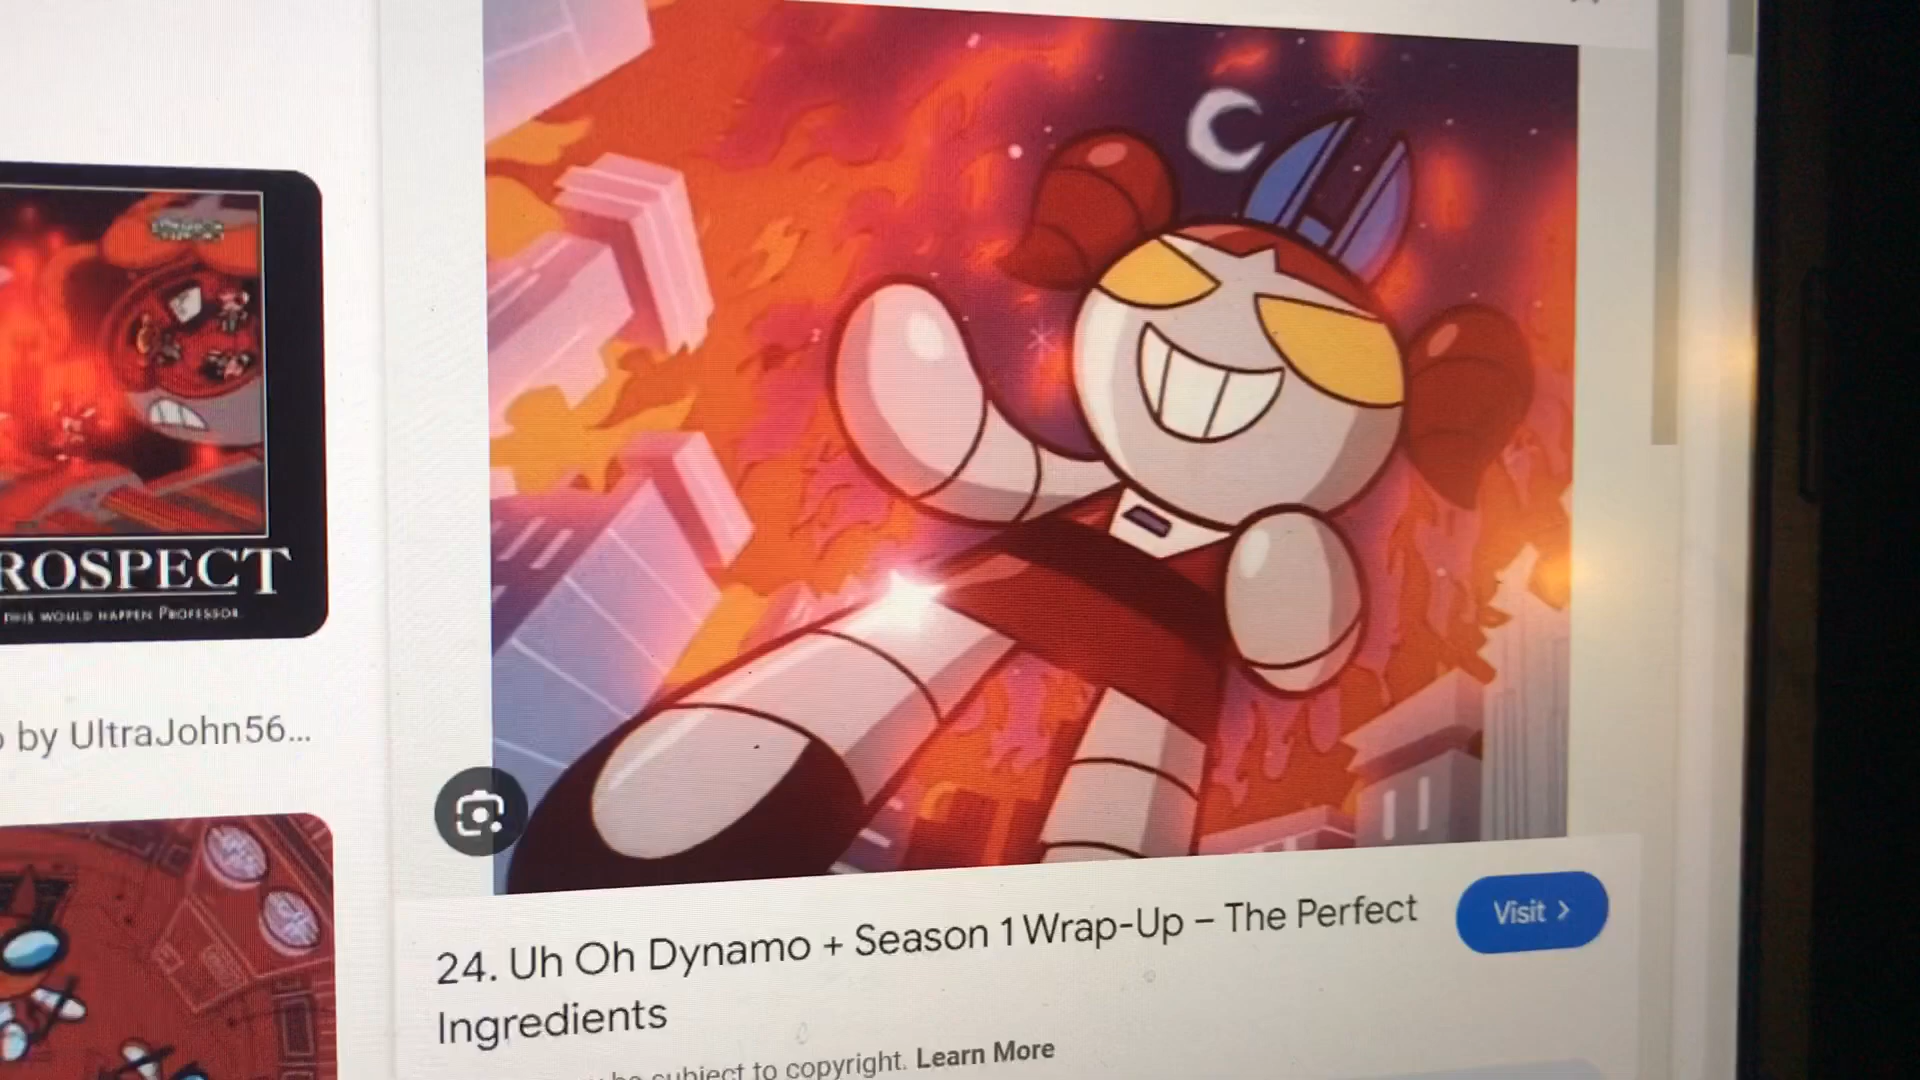 ROSPECT
THIS WOULD HAPPEN PROFESSOR
by UltraJohn56...
24. Uh Oh Dynamo + Season 1 Wrap-Up – The Perfect
Ingredients
Visit >
be subject to copyright. Learn More